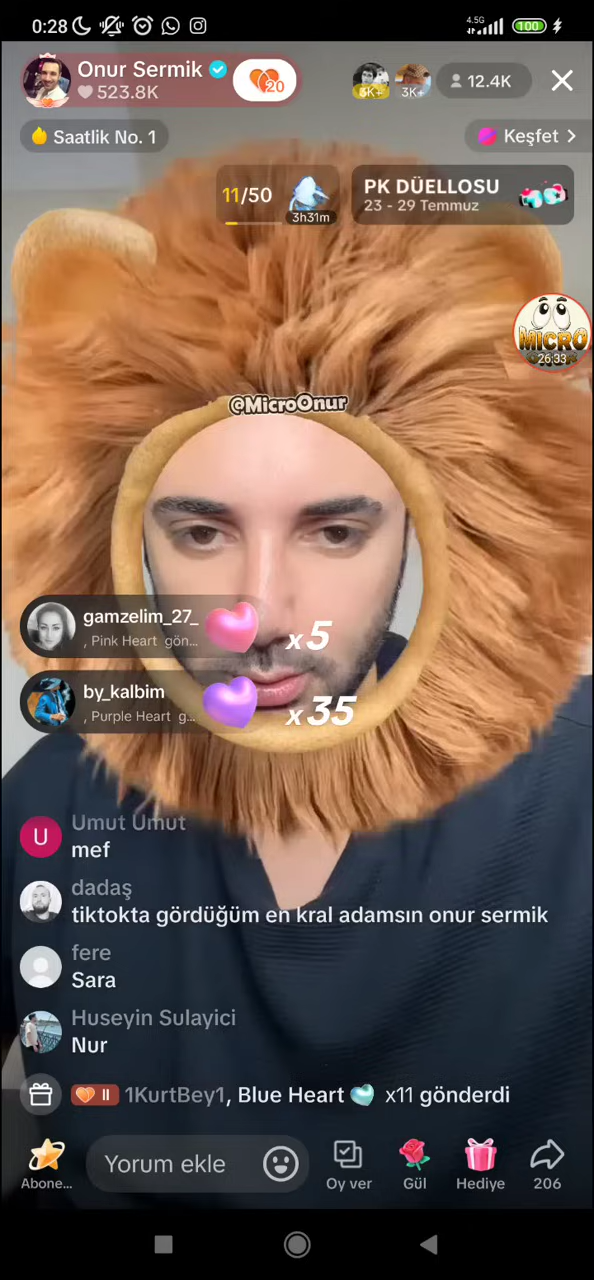 0:28
4.5G
100
Onur Sermik
523.8K
20
5K+
3K+
12.4K
Saatlik No. 1
Keşfet
11/50
3h31m
PK DÜELLOSU
23 - 29 Temmuz
MICRO
26:33
@MicroOnur
gamzelim_27_
, Pink Heart gön...
x5
by_kalbim
, Purple Heart g...
x35
U
Umut Umut
mef
dadaş
tiktokta gördüğüm en kral adamsın onur sermik
fere
Sara
Huseyin Sulayici
Nur
II 1KurtBey1, Blue Heart x11 gönderdi
Yorum ekle
Abone...
Oy ver
Gül
Hediye
206